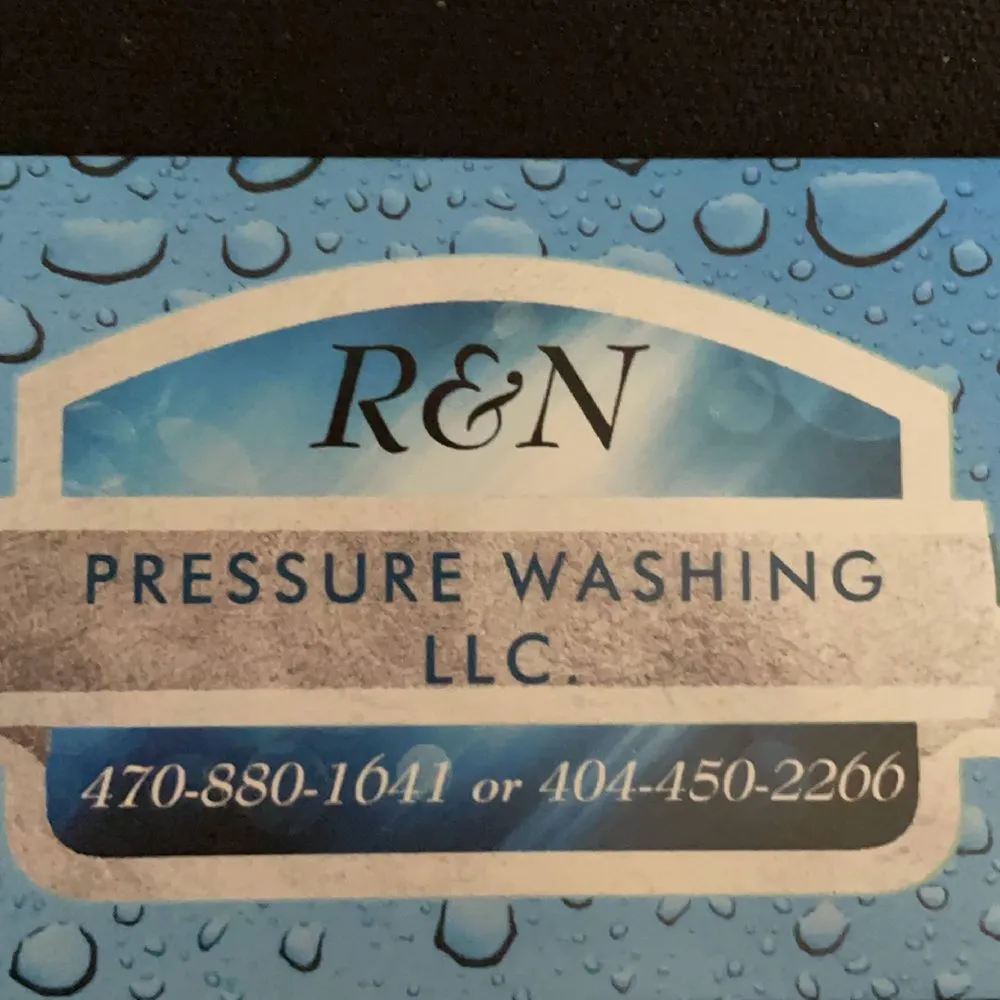 R&N
PRESSURE WASHING
LLC.
470-880-1641 or 404-450-2266